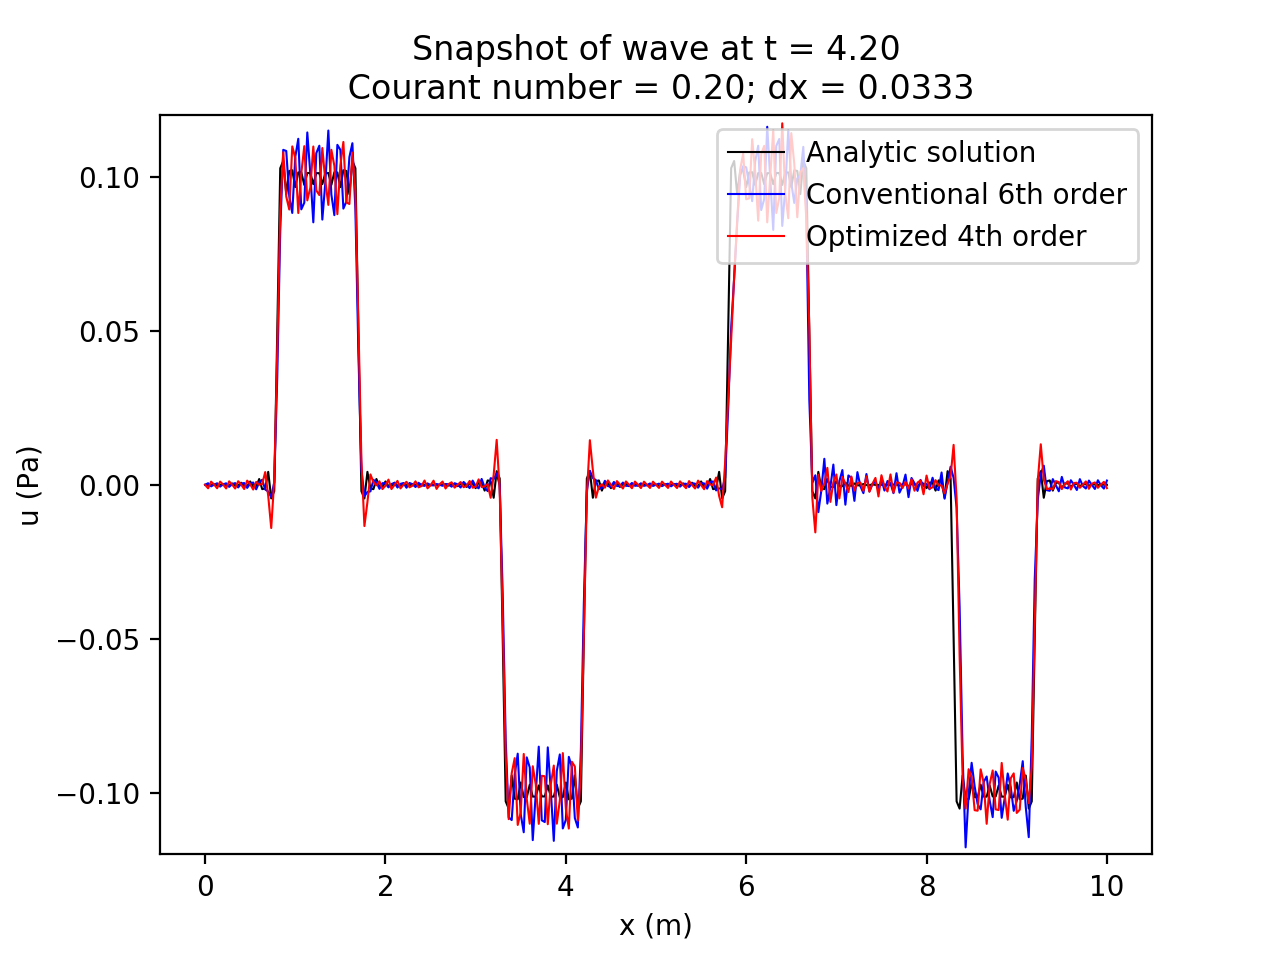 Snapshot of wave at t = 4.20
Courant number = 0.20; dx = 0.0333
Analytic solution
Conventional 6th order
Optimized 4th order
0.10
0.05
0.00
−0.05
−0.10
u (Pa)
0 2 4 6 8 10
x (m)